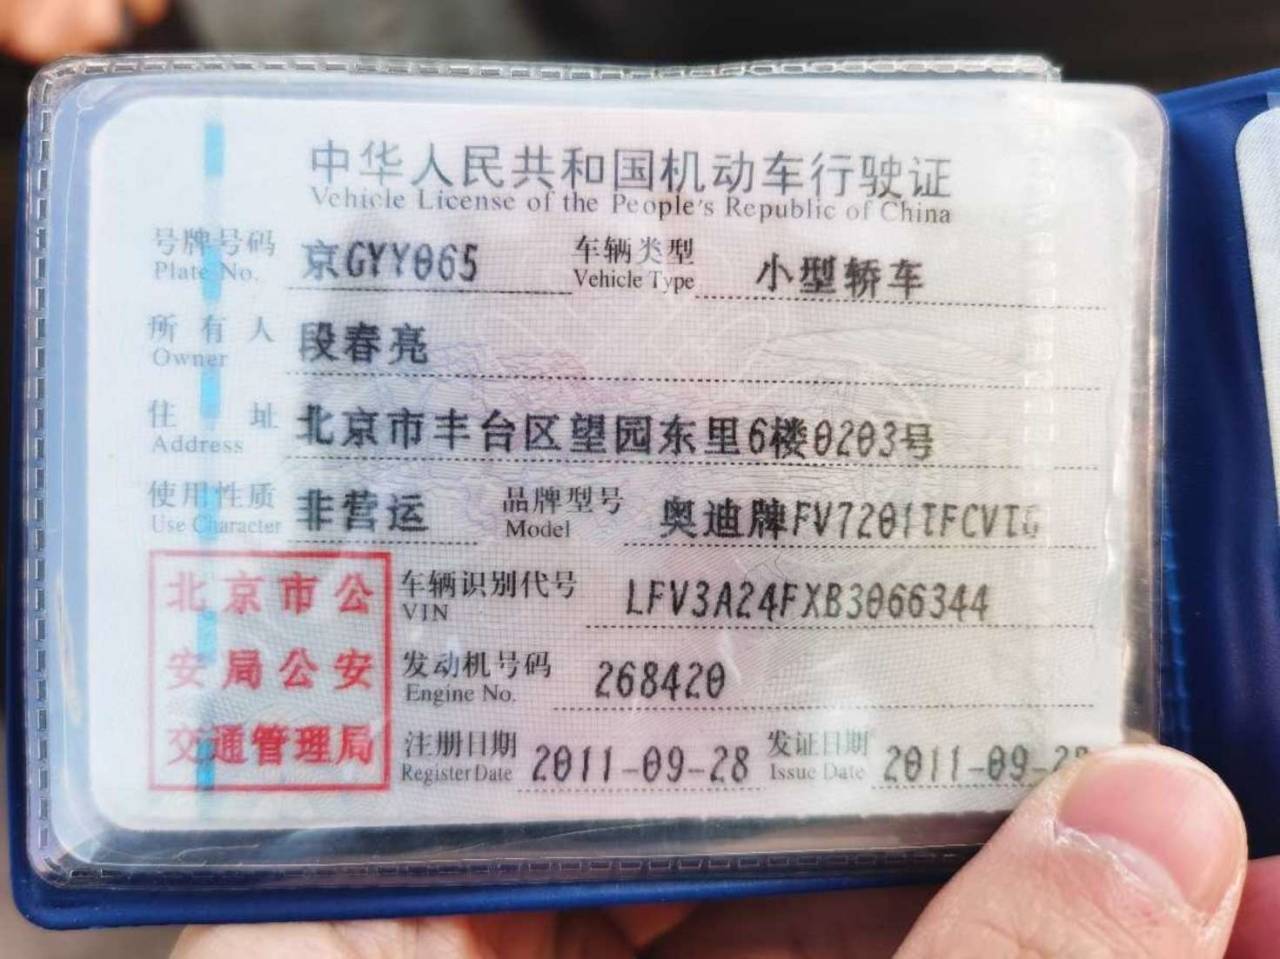 中华人民共和国机动车行驶证
Vehicle License of the People's Republic of China
号牌号码 京GYY065 车辆类型 小型轿车
Plate No. Vehicle Type
所有人 段春亮
Owner
住址 北京市丰台区望园东里6楼0203号
Address
使用性质 非营运 品牌型号 奥迪牌FV7201TFCVTG
Use Character Model
北京市公
安局公安
交通管理局
车辆识别代号 LFV3A24FXB3066344
VIN
发动机号码 268420
Engine No.
注册日期 2011-09-28 发证日期 2011-09-28
Register Date Issue Date